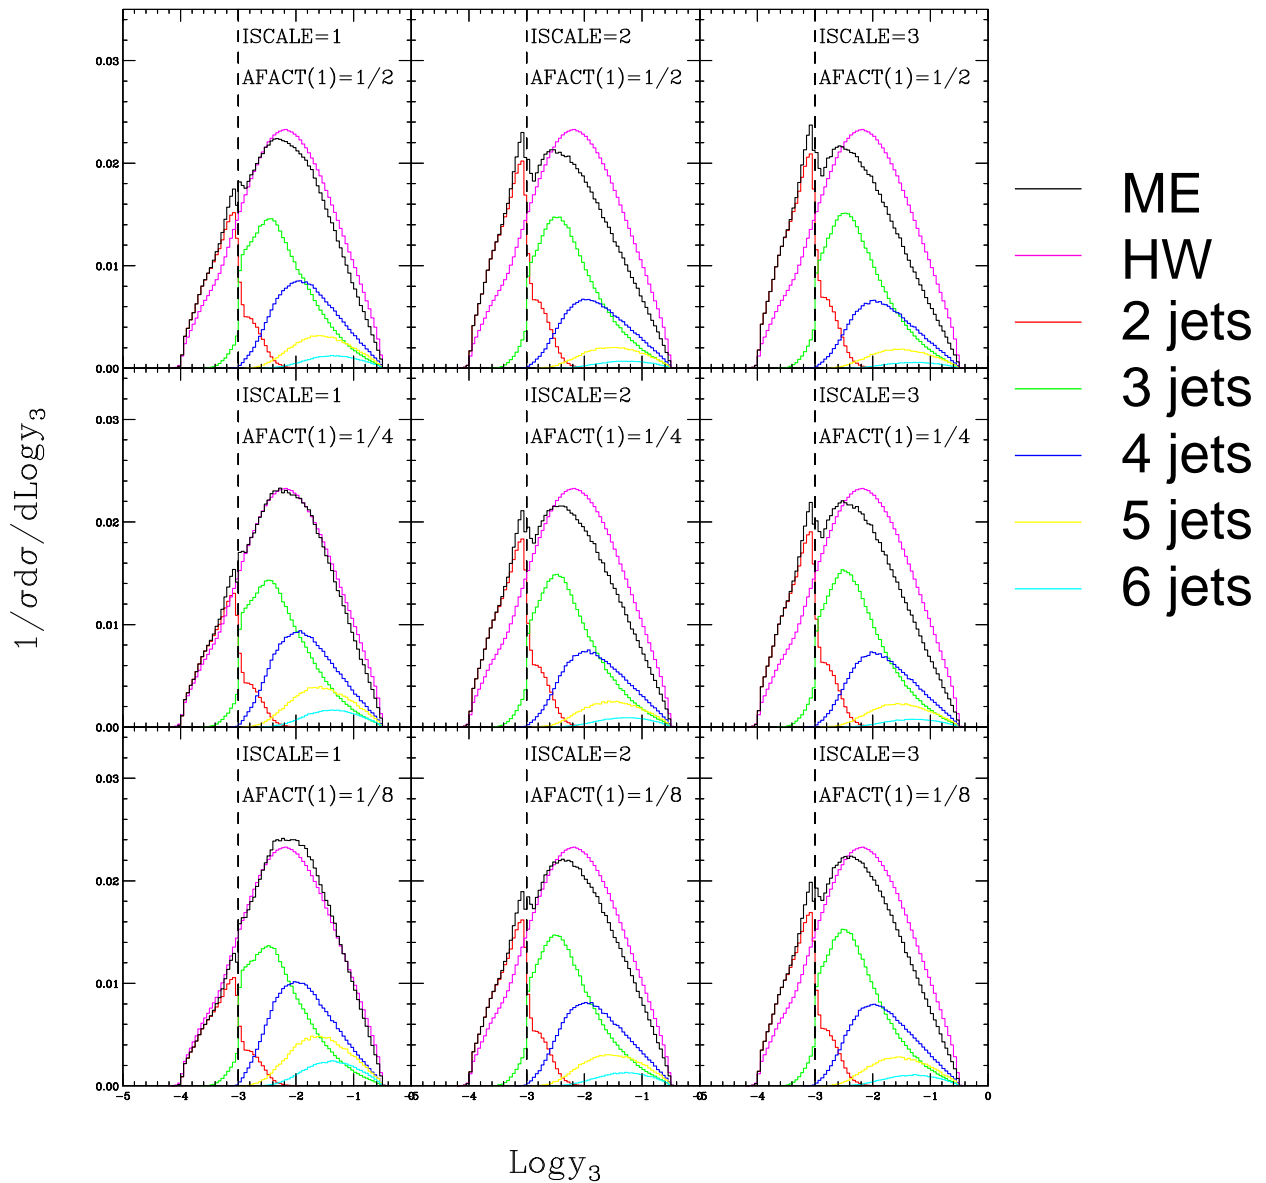 ISCALE=1 ISCALE=2 ISCALE=3
0.03
AFACT(1)=1/2 AFACT(1)=1/2 AFACT(1)=1/2
0.02
0.01
0.00
ISCALE=1 ISCALE=2 ISCALE=3
0.03
AFACT(1)=1/4 AFACT(1)=1/4 AFACT(1)=1/4
0.02
0.01
0.00
ISCALE=1 ISCALE=2 ISCALE=3
0.03
AFACT(1)=1/8 AFACT(1)=1/8 AFACT(1)=1/8
0.02
0.01
0.00
-5 -4 -3 -2 -1 -4 -3 -2 -1 -4 -3 -2 -1 0
1/σdσ/dLogy₃
Logy₃
ME
HW
2 jets
3 jets
4 jets
5 jets
6 jets